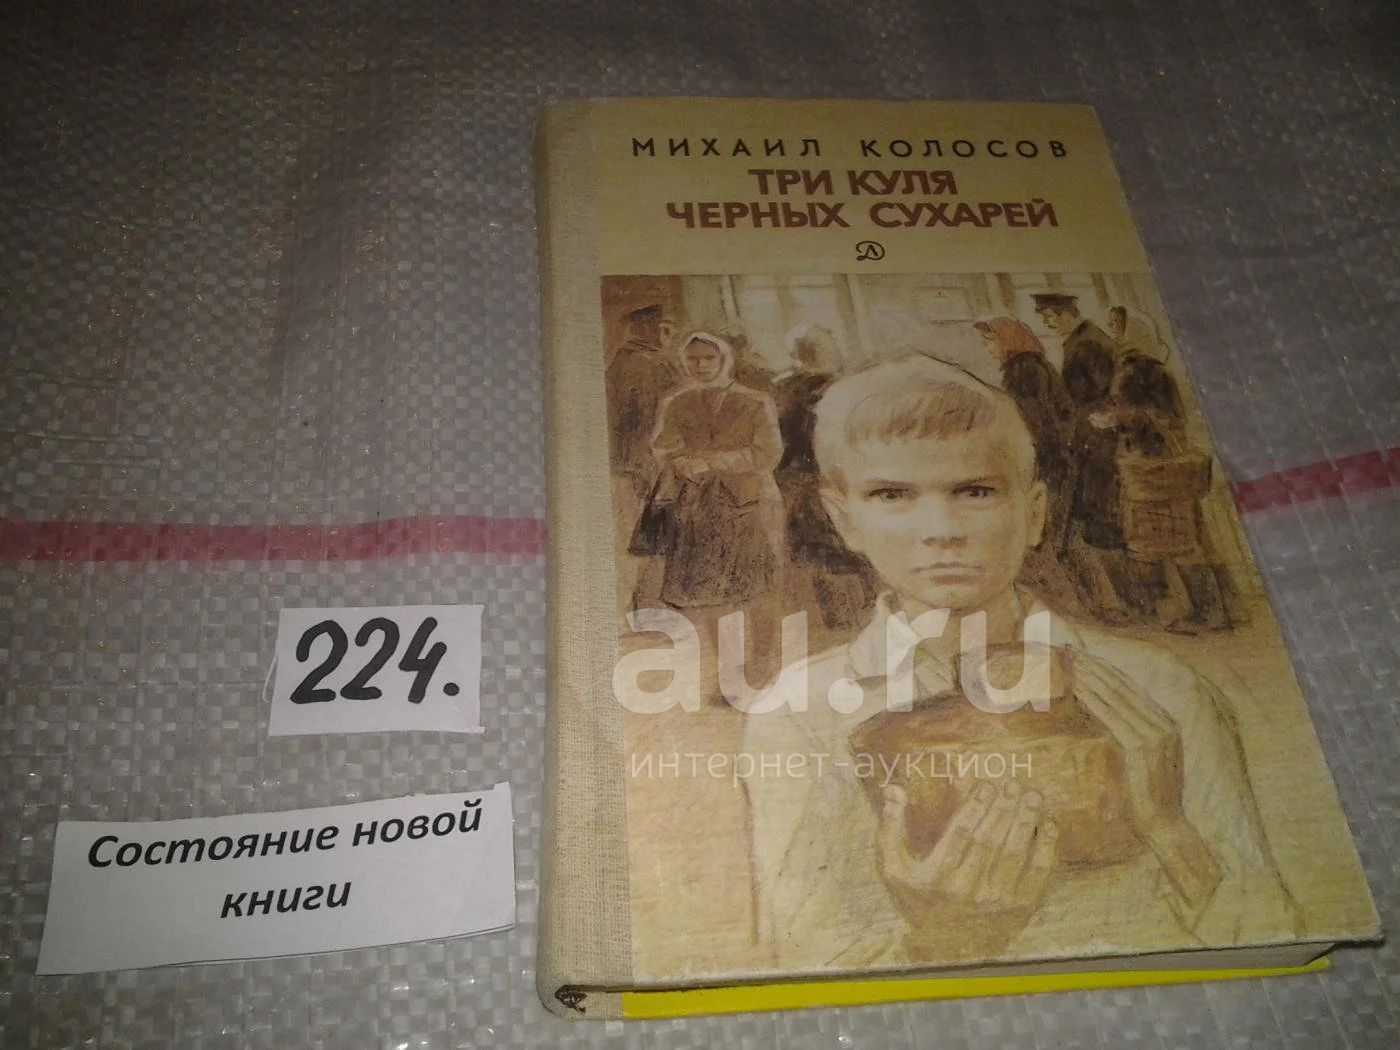 МИХАИЛ КОЛОСОВ
ТРИ КУЛЯ
ЧЕРНЫХ СУХАРЕЙ
Д
224.
Состояние новой
книги
au.ru
интернет-аукцион